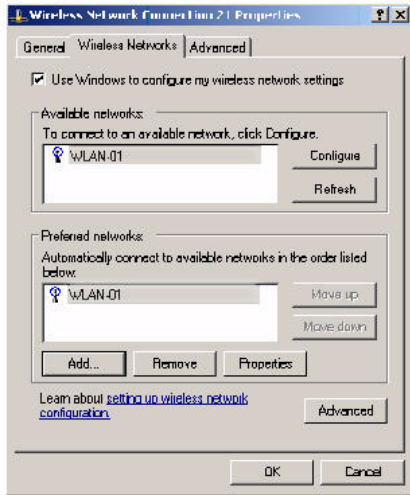 Wireless Network Connection 21 Properties
General
Wireless Networks
Advanced
Use Windows to configure my wireless network settings
Available networks:
To connect to an available network, click Configure.
WLAN-01
Configure
Refresh
Preferred networks:
Automatically connect to available networks in the order listed
below:
WLAN-01
Move up
Move down
Add...
Remove
Properties
Learn about setting up wireless network
configuration.
Advanced
OK
Cancel